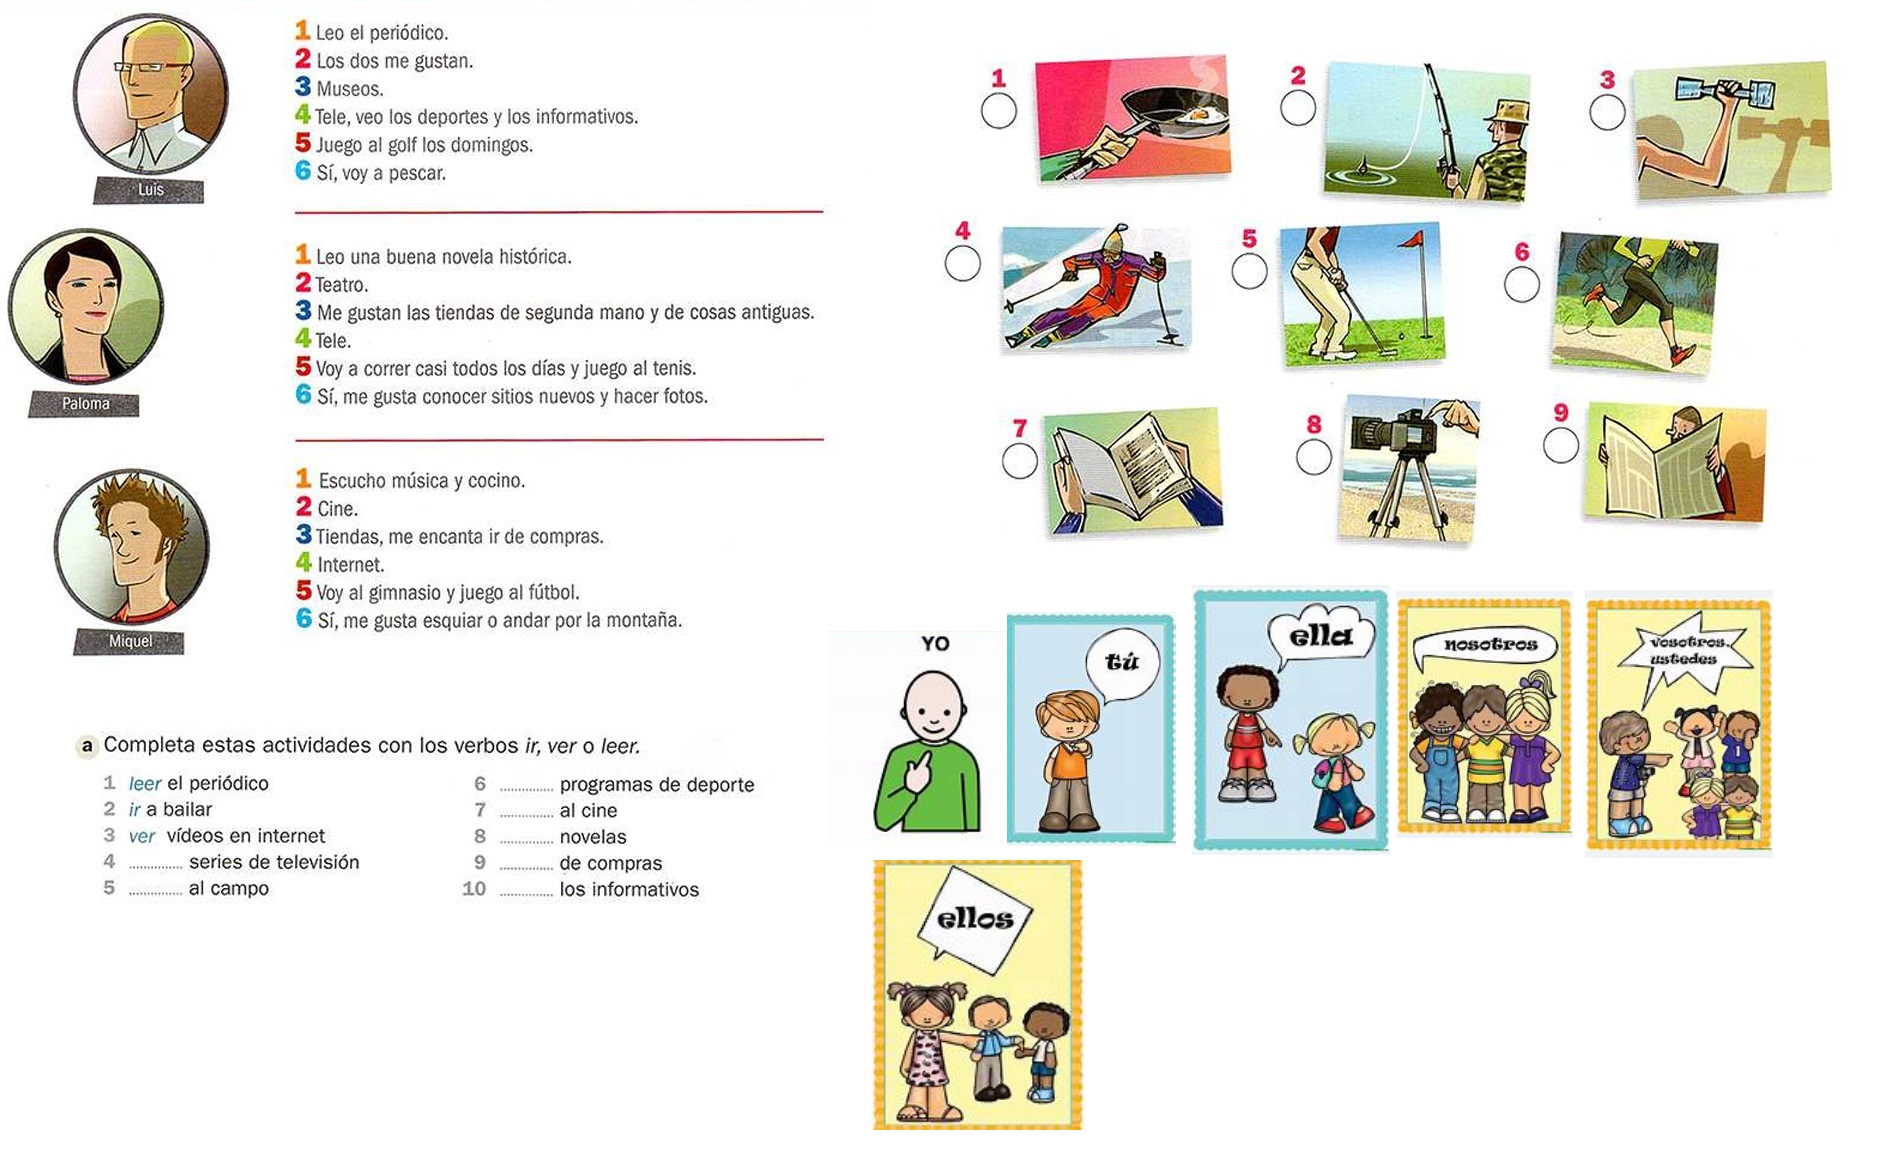 Luis
1 Leo el periódico.
2 Los dos me gustan.
3 Museos.
4 Tele, veo los deportes y los informativos.
5 Juego al golf los domingos.
6 Sí, voy a pescar.
Paloma
1 Leo una buena novela histórica.
2 Teatro.
3 Me gustan las tiendas de segunda mano y de cosas antiguas.
4 Tele.
5 Voy a correr casi todos los días y juego al tenis.
6 Sí, me gusta conocer sitios nuevos y hacer fotos.
Miquel
1 Escucho música y cocino.
2 Cine.
3 Tiendas, me encanta ir de compras.
4 Internet.
5 Voy al gimnasio y juego al fútbol.
6 Sí, me gusta esquiar o andar por la montaña.
a Completa estas actividades con los verbos ir, ver o leer.
1 leer el periódico
2 ir a bailar
3 ver vídeos en internet
4 .............. series de televisión
5 .............. al campo
6 .............. programas de deporte
7 .............. al cine
8 .............. novelas
9 .............. de compras
10 .............. los informativos
1
2
3
4
5
6
7
8
9
YO
tú
ella
nosotros
vosotros,
ustedes
1
ellos